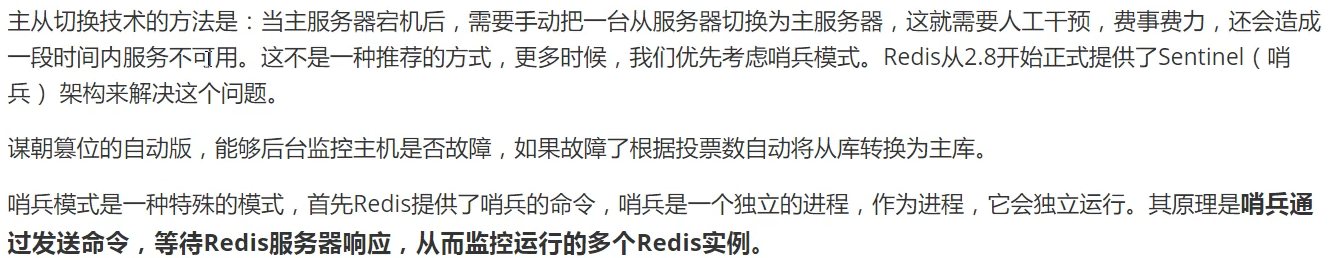 主从切换技术的方法是：当主服务器宕机后，需要手动把一台从服务器切换为主服务器，这就需要人工干预，费事费力，还会造成
一段时间内服务不可用。这不是一种推荐的方式，更多时候，我们优先考虑哨兵模式。Redis从2.8开始正式提供了Sentinel（哨
兵） 架构来解决这个问题。
谋朝篡位的自动版，能够后台监控主机是否故障，如果故障了根据投票数自动将从库转换为主库。
哨兵模式是一种特殊的模式，首先Redis提供了哨兵的命令，哨兵是一个独立的进程，作为进程，它会独立运行。其原理是哨兵通
过发送命令，等待Redis服务器响应，从而监控运行的多个Redis实例。